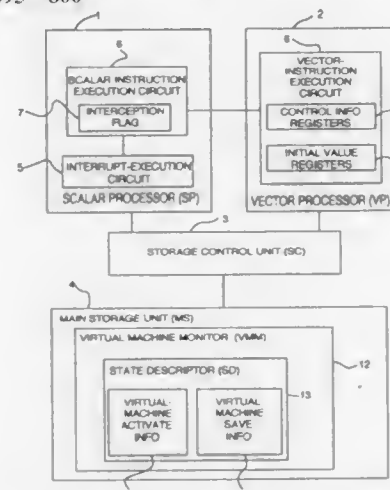 1
2
6
SCALAR INSTRUCTION
EXECUTION CIRCUIT
7
INTERCEPTION
FLAG
5
INTERRUPT-EXECUTION
CIRCUIT
SCALAR PROCESSOR (SP)
6
VECTOR-
INSTRUCTION
EXECUTION
CIRCUIT
CONTROL INFO
REGISTERS
INITIAL VALUE
REGISTERS
VECTOR PROCESSOR (VP)
3
STORAGE CONTROL UNIT (SC)
4
MAIN STORAGE UNIT (MS)
VIRTUAL MACHINE MONITOR (VMM)
12
STATE DESCRIPTOR (SD)
13
VIRTUAL-
MACHINE
ACTIVATE
INFO
VIRTUAL
MACHINE
SAVE
INFO